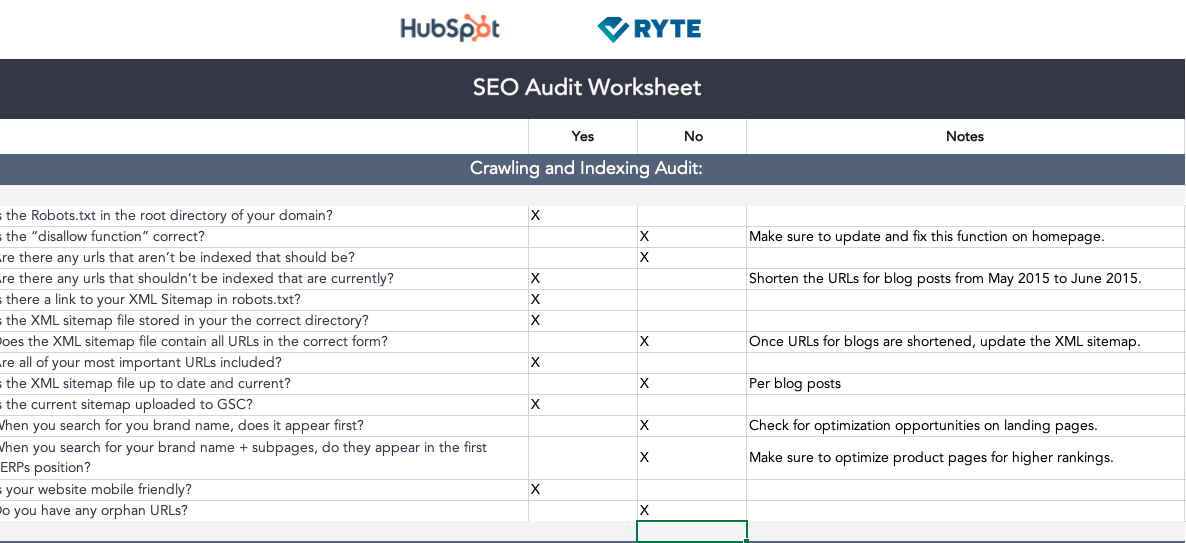 HubSpot RYTE
SEO Audit Worksheet
Yes No Notes
Crawling and Indexing Audit:
s the Robots.txt in the root directory of your domain? X
s the “disallow function” correct? X Make sure to update and fix this function on homepage.
re there any urls that aren’t be indexed that should be? X
re there any urls that shouldn’t be indexed that are currently? X Shorten the URLs for blog posts from May 2015 to June 2015.
s there a link to your XML Sitemap in robots.txt? X
s the XML sitemap file stored in your the correct directory? X
oes the XML sitemap file contain all URLs in the correct form? X Once URLs for blogs are shortened, update the XML sitemap.
re all of your most important URLs included? X
s the XML sitemap file up to date and current? X Per blog posts
s the current sitemap uploaded to GSC? X
hen you search for you brand name, does it appear first? X Check for optimization opportunities on landing pages.
hen you search for your brand name + subpages, do they appear in the first
ERPs position? X Make sure to optimize product pages for higher rankings.
s your website mobile friendly? X
o you have any orphan URLs? X